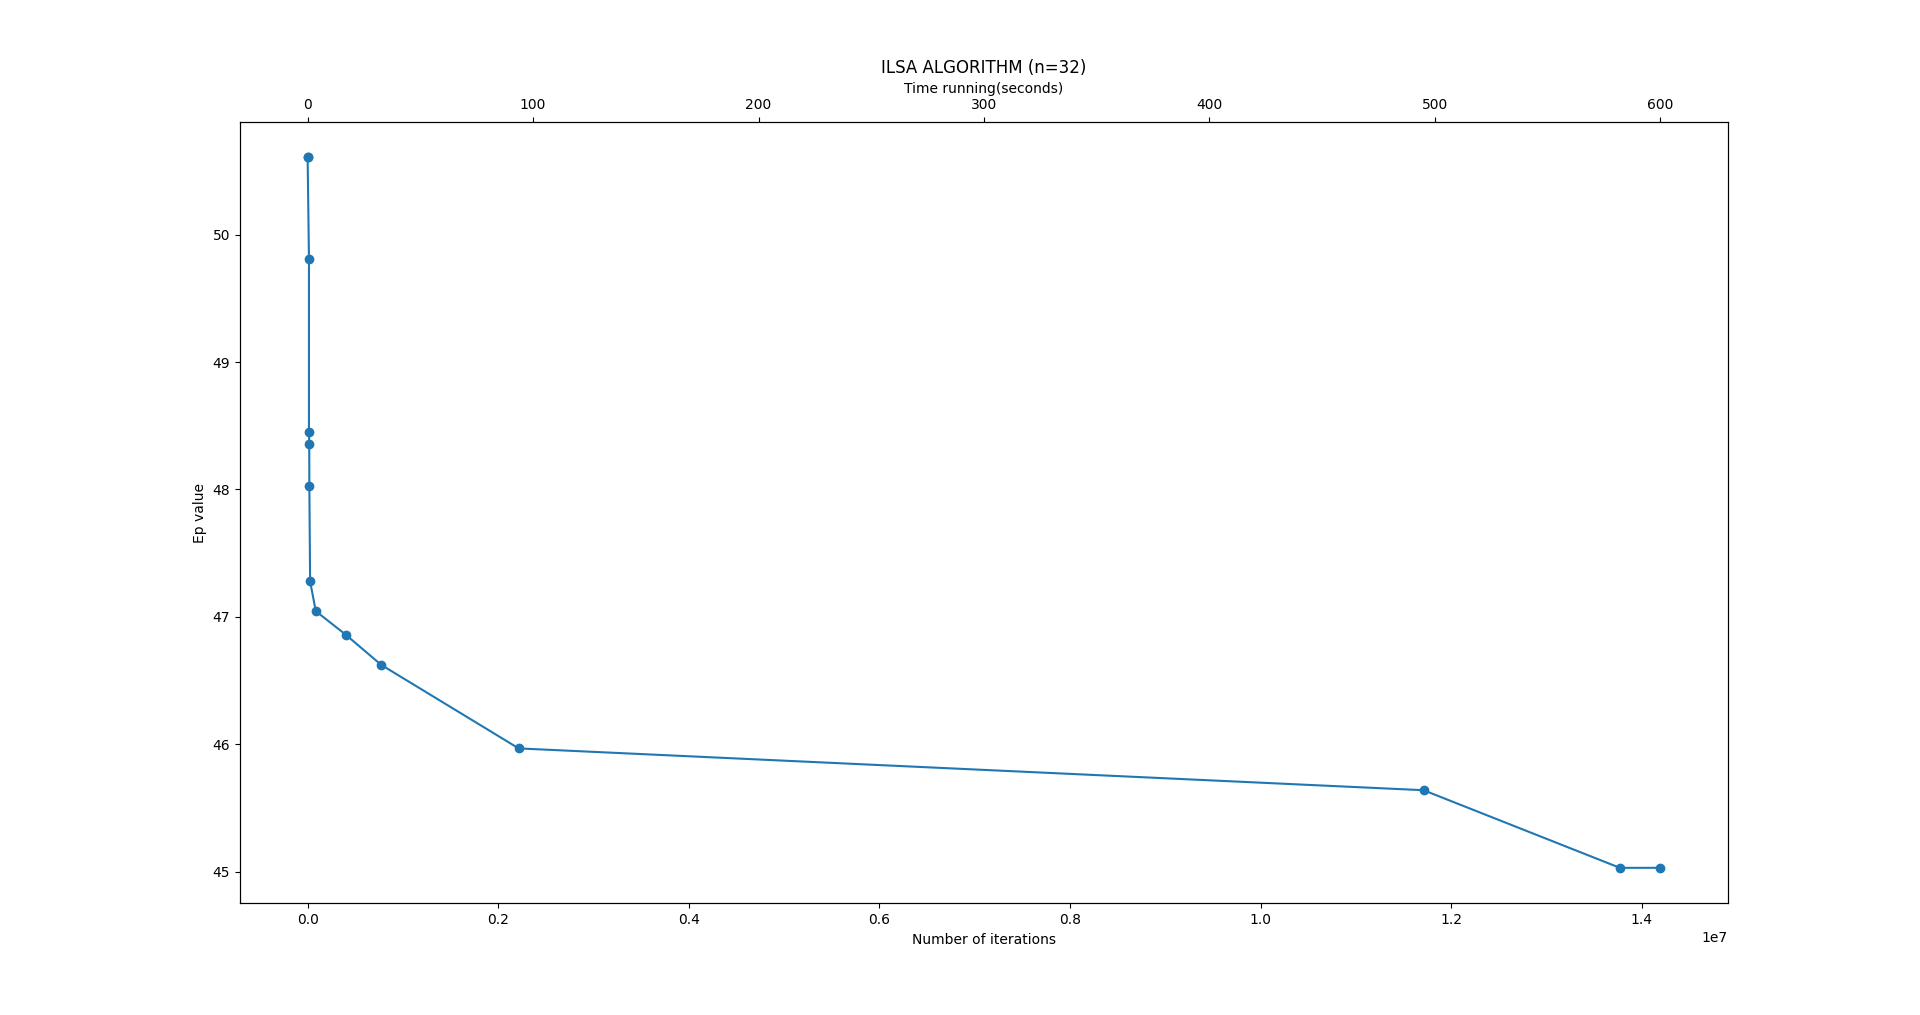 ILSA ALGORITHM (n=32)
Time running(seconds)
0 100 200 300 400 500 600
50
49
48
47
46
45
Ep value
0.0 0.2 0.4 0.6 0.8 1.0 1.2 1.4
Number of iterations
1e7